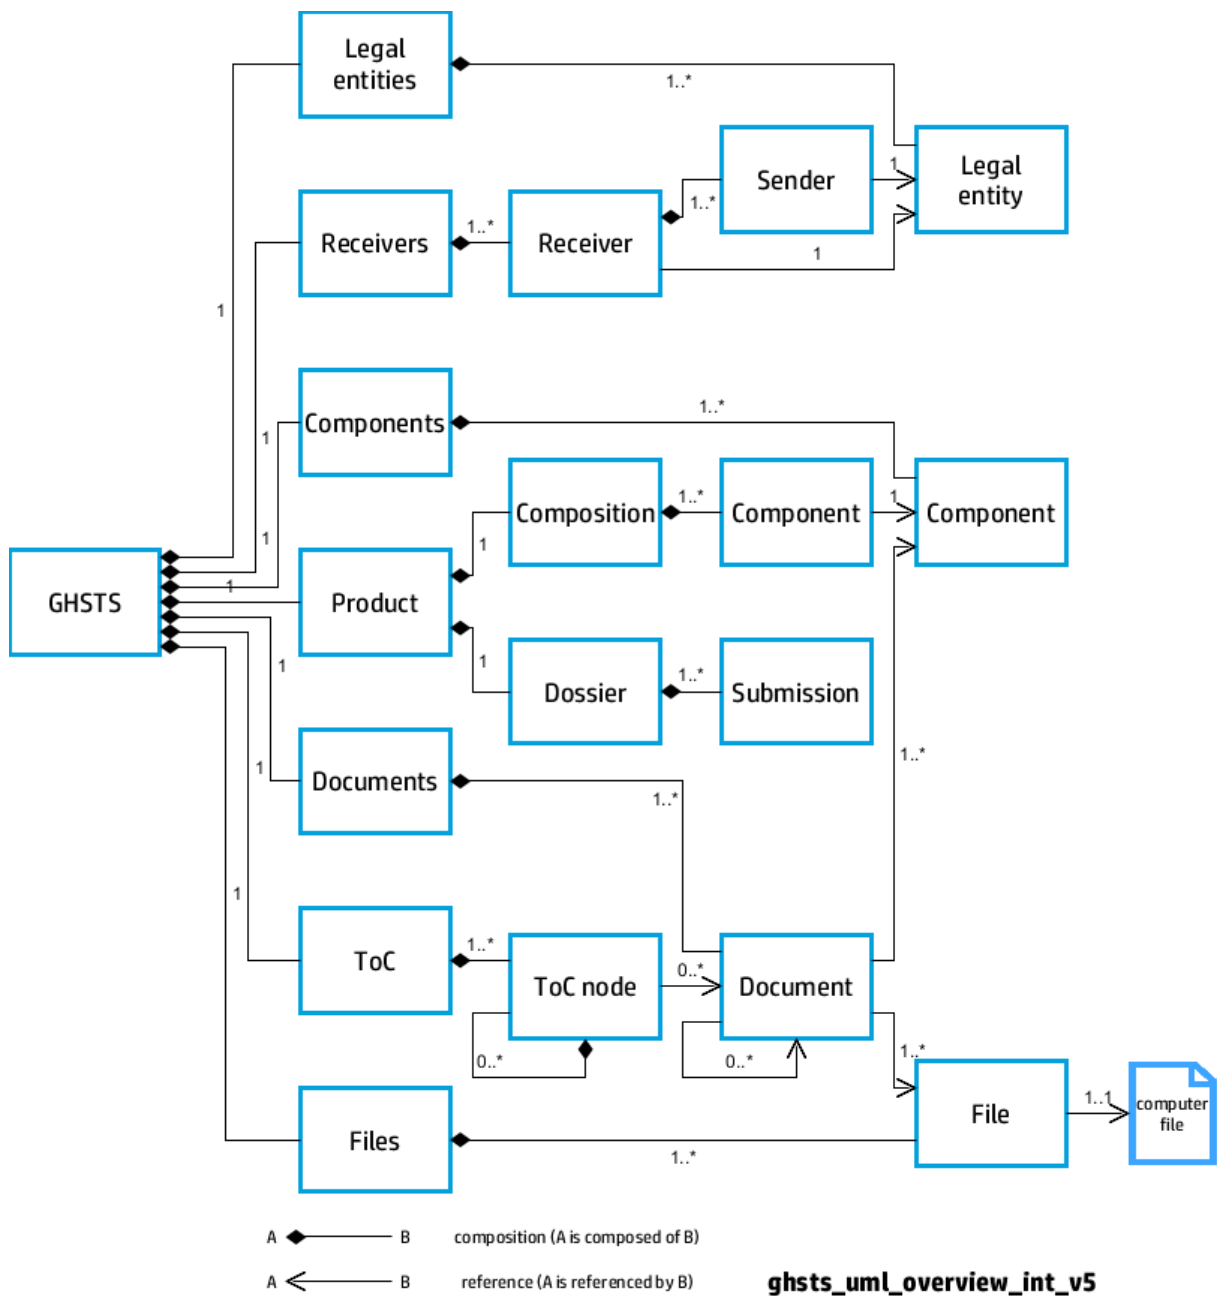 Legal
entities
1..*
Sender
1
Legal
entity
1..*
Receivers
1..*
Receiver
1
1
Components
1..*
1
Composition
1..*
Component
1
Component
1
1
1
GHSTS
Product
1
1
Dossier
1..*
Submission
1..*
Documents
1
1..*
1
ToC
1..*
ToC node
0..*
Document
0..*
0..*
1..*
Files
1..*
File
1..1
computer
file
A B composition (A is composed of B)
A B reference (A is referenced by B)
ghsts_uml_overview_int_v5